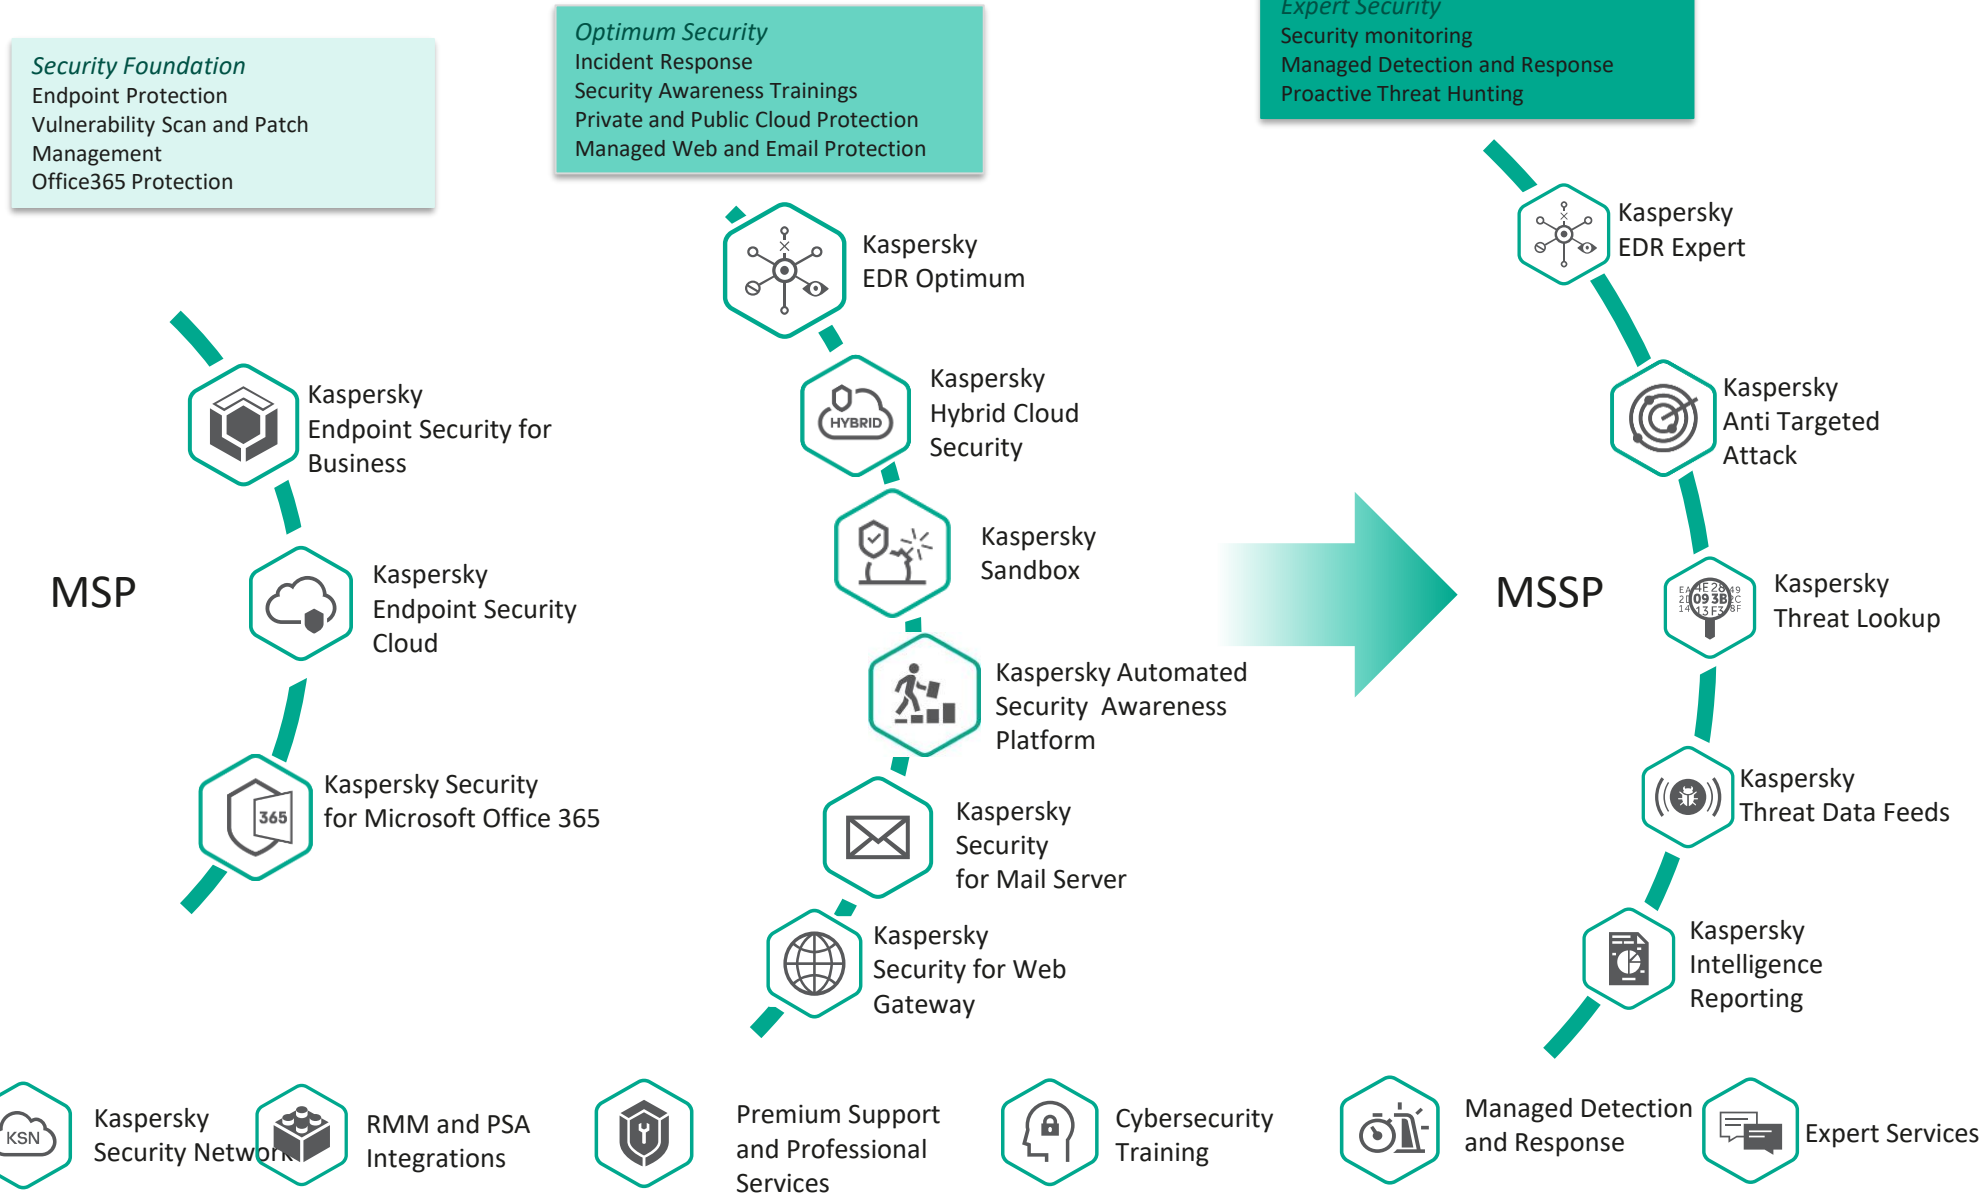 Security Foundation
Endpoint Protection
Vulnerability Scan and Patch
Management
Office365 Protection
Optimum Security
Incident Response
Security Awareness Trainings
Private and Public Cloud Protection
Managed Web and Email Protection
Expert Security
Security monitoring
Managed Detection and Response
Proactive Threat Hunting
MSP
Kaspersky
Endpoint Security for
Business
Kaspersky
Endpoint Security
Cloud
365
Kaspersky Security
for Microsoft Office 365
Kaspersky
EDR Optimum
HYBRID
Kaspersky
Hybrid Cloud
Security
Kaspersky
Sandbox
Kaspersky Automated
Security Awareness
Platform
Kaspersky
Security
for Mail Server
Kaspersky
Security for Web
Gateway
MSSP
Kaspersky
EDR Expert
Kaspersky
Anti Targeted
Attack
09 3B
Kaspersky
Threat Lookup
Kaspersky
Threat Data Feeds
Kaspersky
Intelligence
Reporting
KSN
Kaspersky
Security Network
RMM and PSA
Integrations
Premium Support
and Professional
Services
Cybersecurity
Training
Managed Detection
and Response
Expert Services